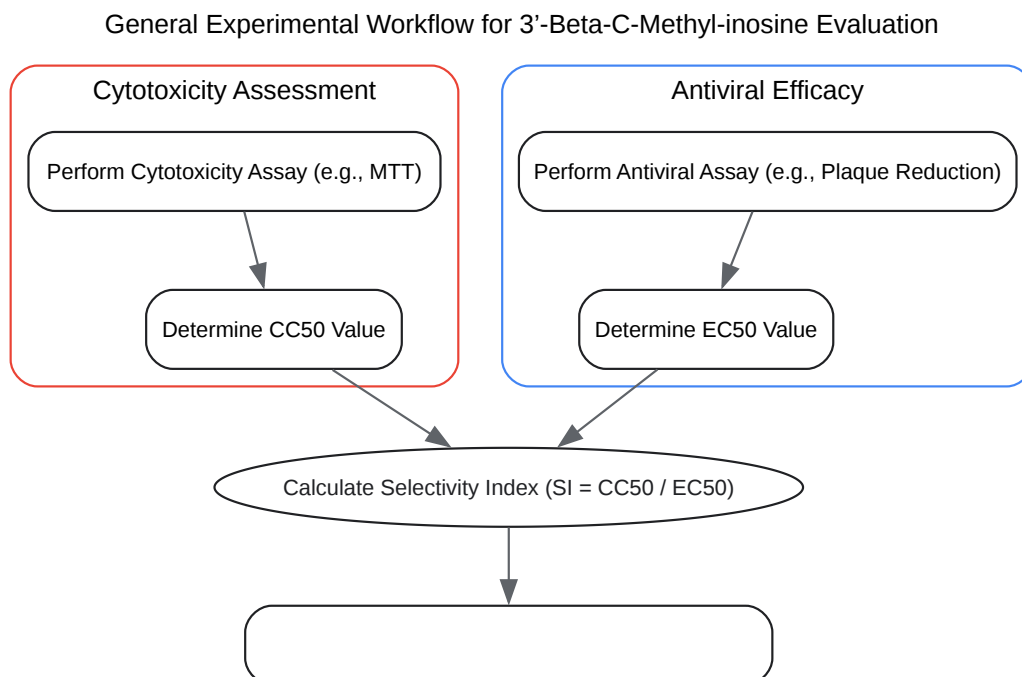 General Experimental Workflow for 3’-Beta-C-Methyl-inosine Evaluation
Cytotoxicity Assessment
Perform Cytotoxicity Assay (e.g., MTT)
Determine CC50 Value
Antiviral Efficacy
Perform Antiviral Assay (e.g., Plaque Reduction)
Determine EC50 Value
Calculate Selectivity Index (SI = CC50 / EC50)